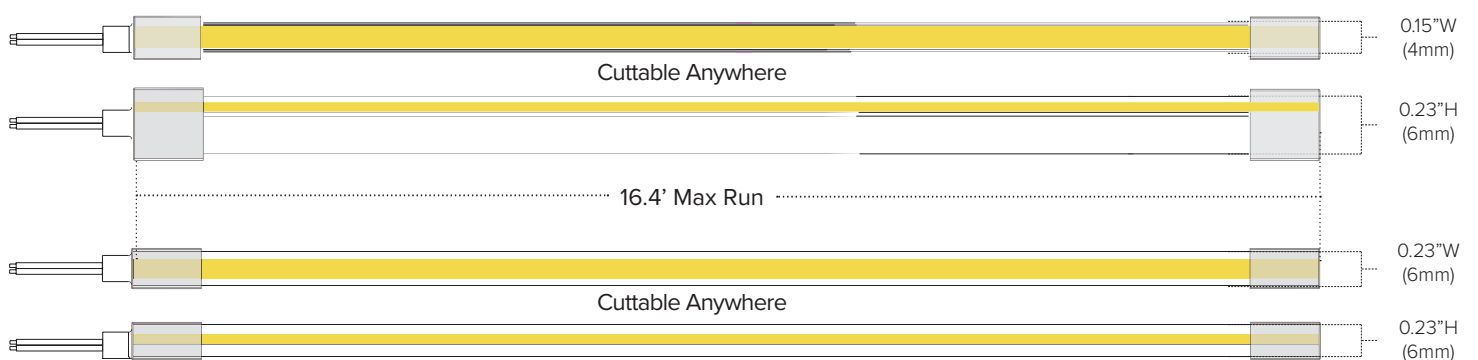 0.15”W
(4mm)
Cuttable Anywhere
0.23”H
(6mm)
16.4’ Max Run
0.23”W
(6mm)
Cuttable Anywhere
0.23”H
(6mm)